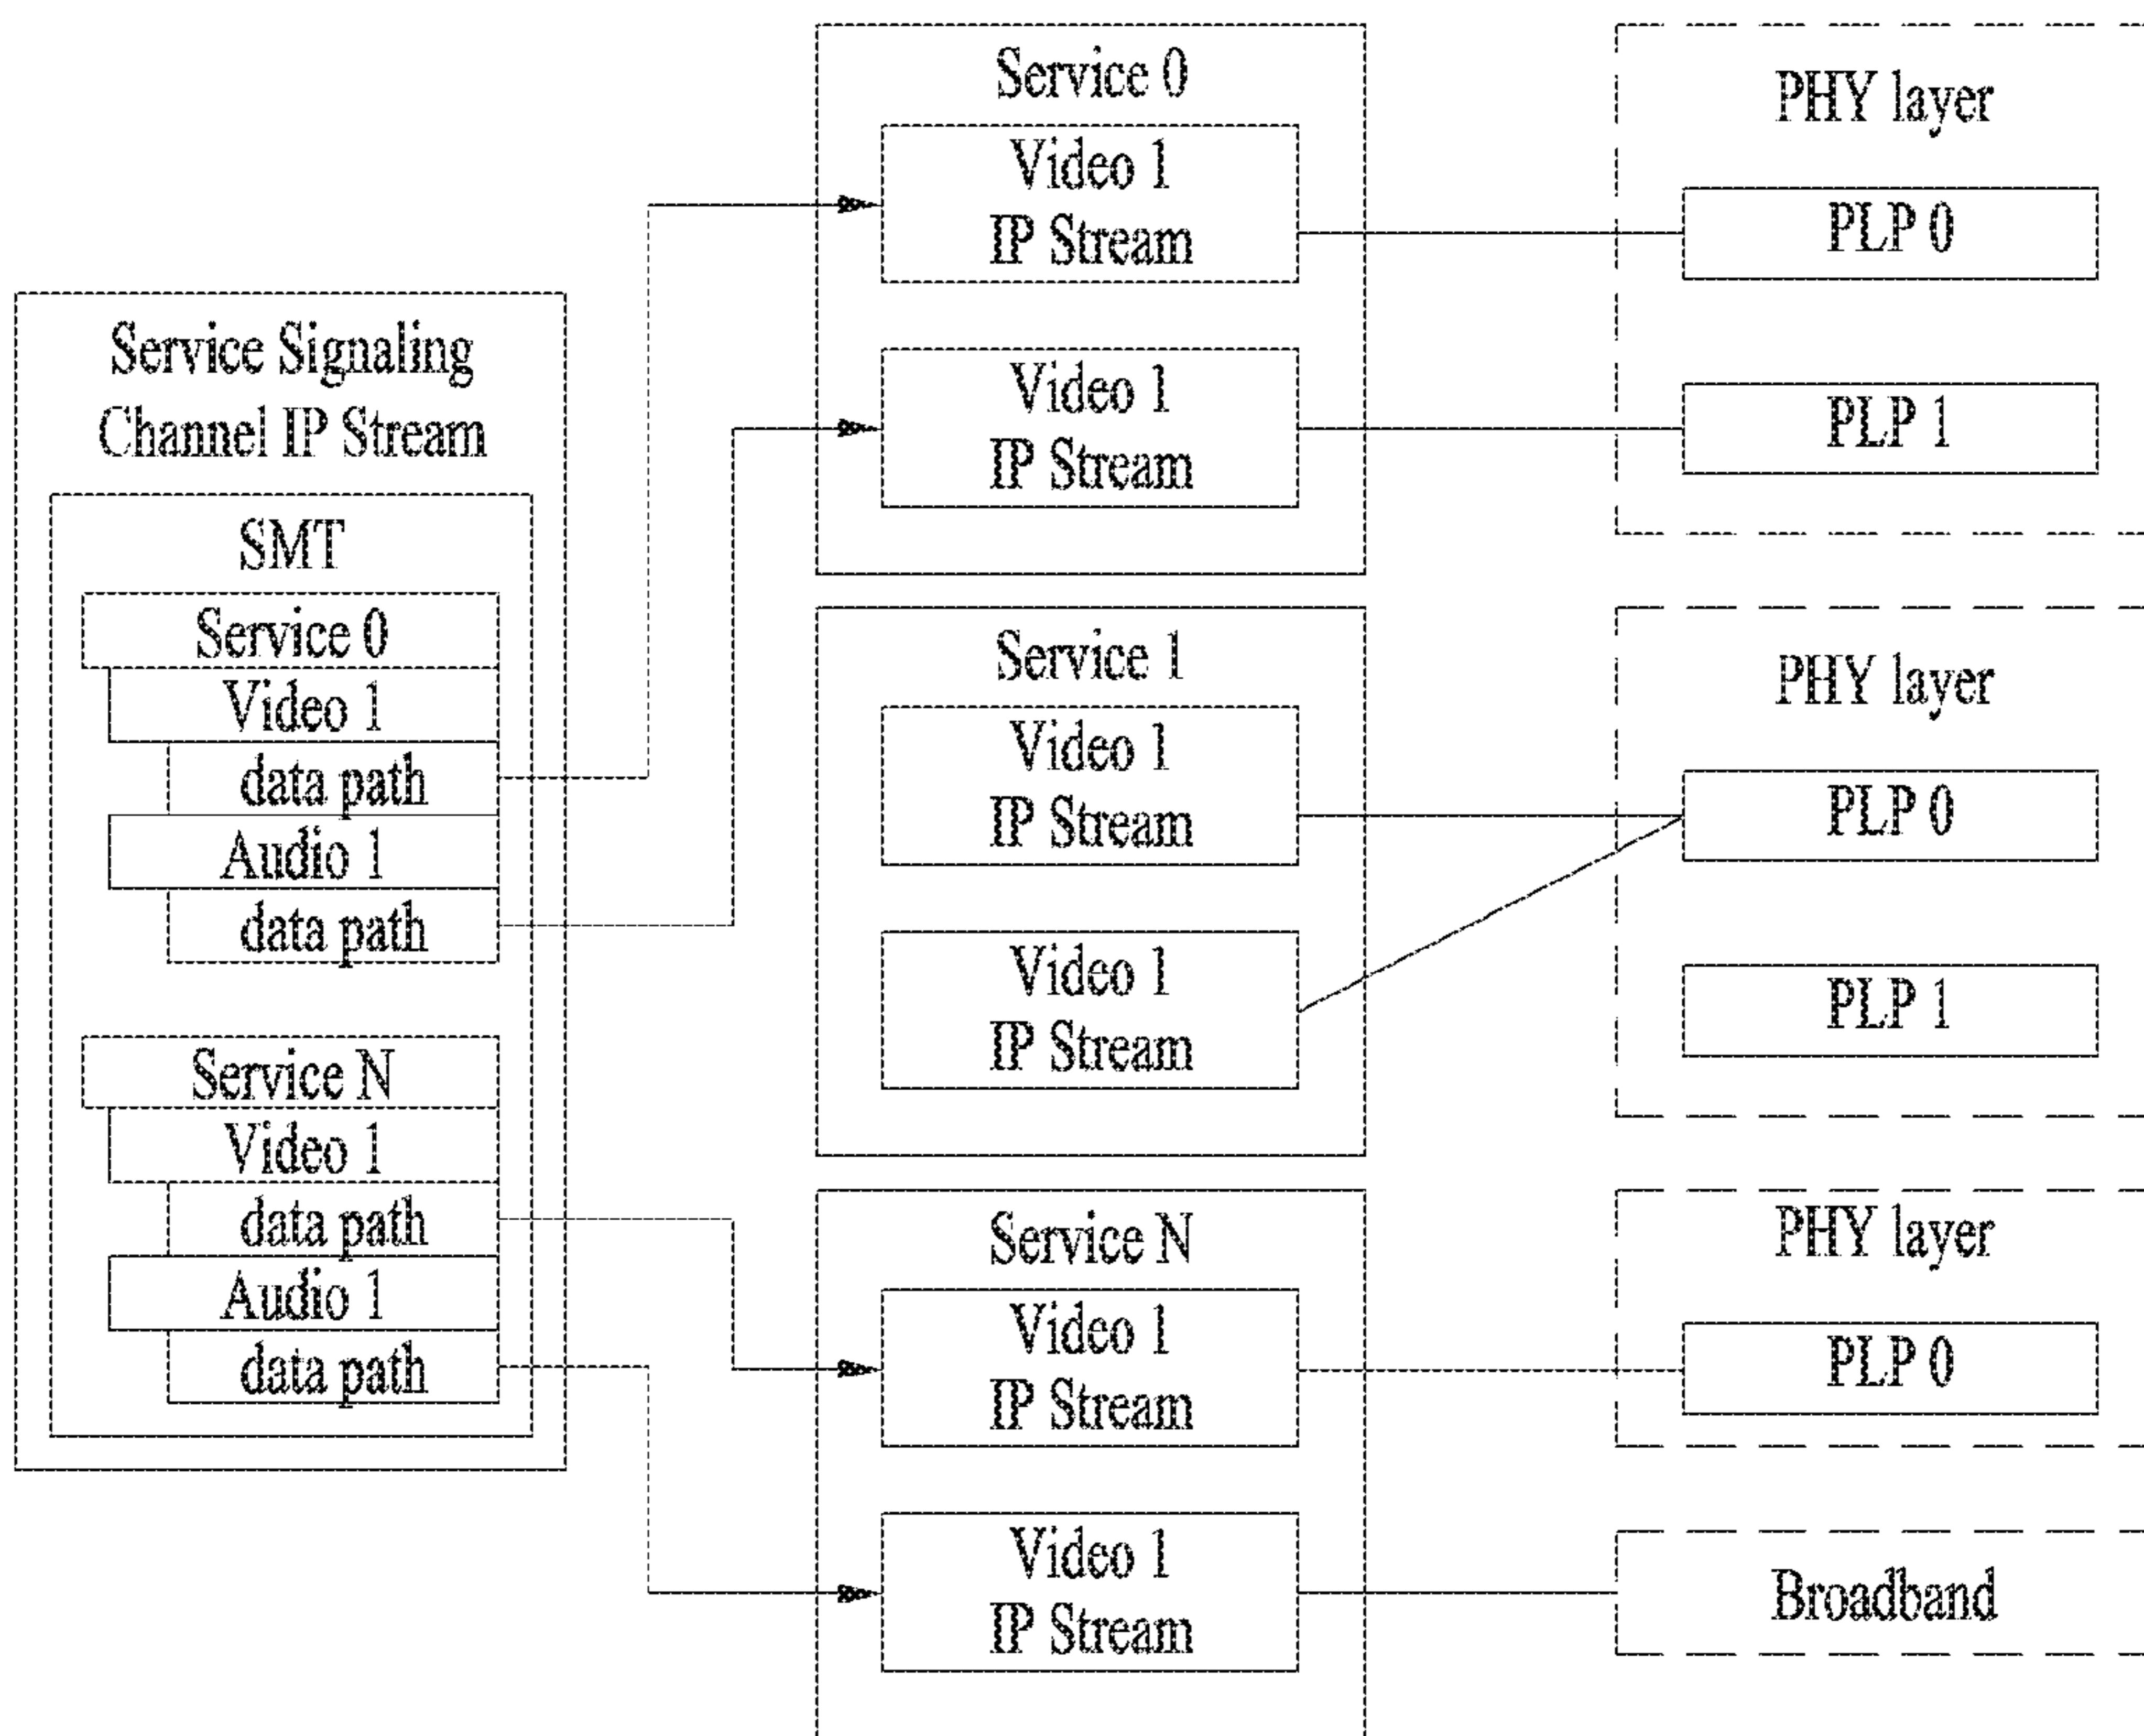 Service Signaling
Channel IP Stream
SMT
Service 0
Video 1
data path
Audio 1
data path
Service N
Video 1
data path
Audio 1
data path
Service 0
Video 1
IP Stream
Video 1
IP Stream
Service 1
Video 1
IP Stream
Video 1
IP Stream
Service N
Video 1
IP Stream
Video 1
IP Stream
PHY layer
PLP 0
PLP 1
PHY layer
PLP 0
PLP 1
PHY layer
PLP 0
Broadband